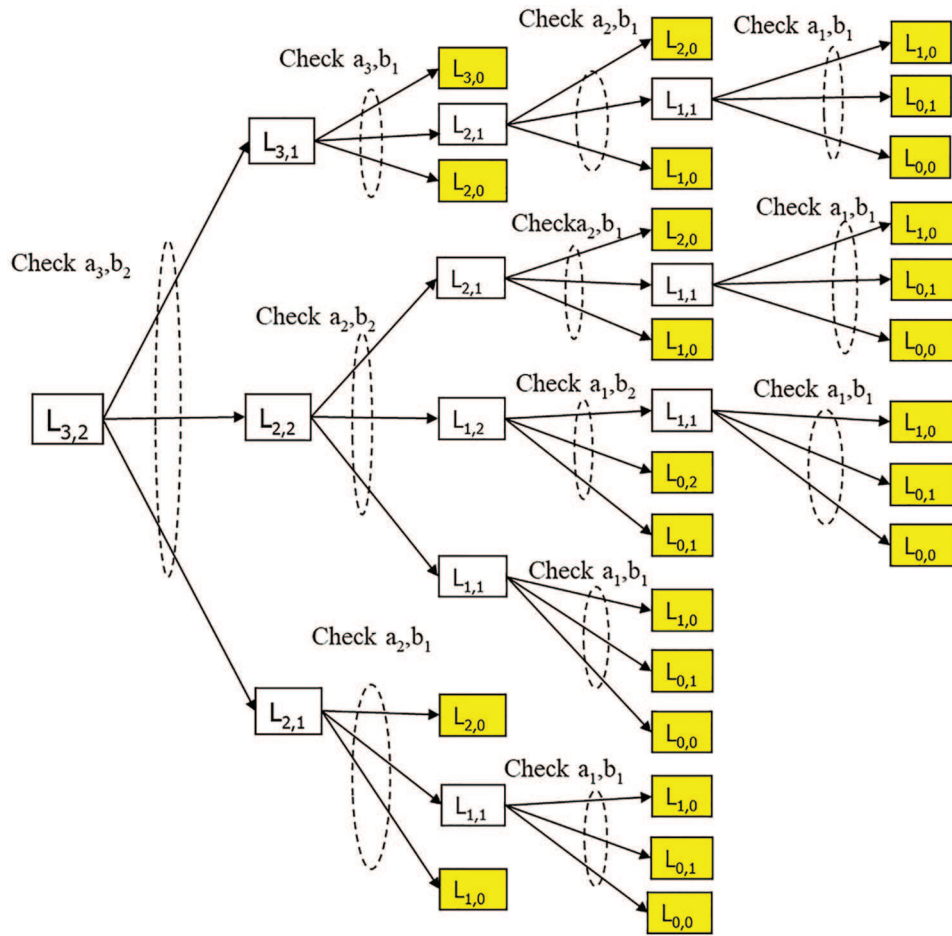 Check a₃,b₁
L₃,₀
Check a₂,b₁
L₂,₀
Check a₁,b₁
L₁,₀
L₃,₁
L₂,₁
L₁,₁
L₀,₁
L₂,₀
L₁,₀
L₀,₀
Check a₃,b₂
Check a₂,b₂
L₂,₁
Checka₂,b₁
L₂,₀
L₁,₁
L₁,₀
Check a₁,b₁
L₁,₀
L₀,₁
L₀,₀
L₃,₂
L₂,₂
L₁,₂
Check a₁,b₂
L₁,₁
L₀,₂
L₀,₁
Check a₁,b₁
L₁,₀
L₀,₁
L₀,₀
L₁,₁
Check a₁,b₁
L₁,₀
L₀,₁
L₀,₀
Check a₂,b₁
L₂,₁
L₂,₀
L₁,₁
L₁,₀
Check a₁,b₁
L₁,₀
L₀,₁
L₀,₀